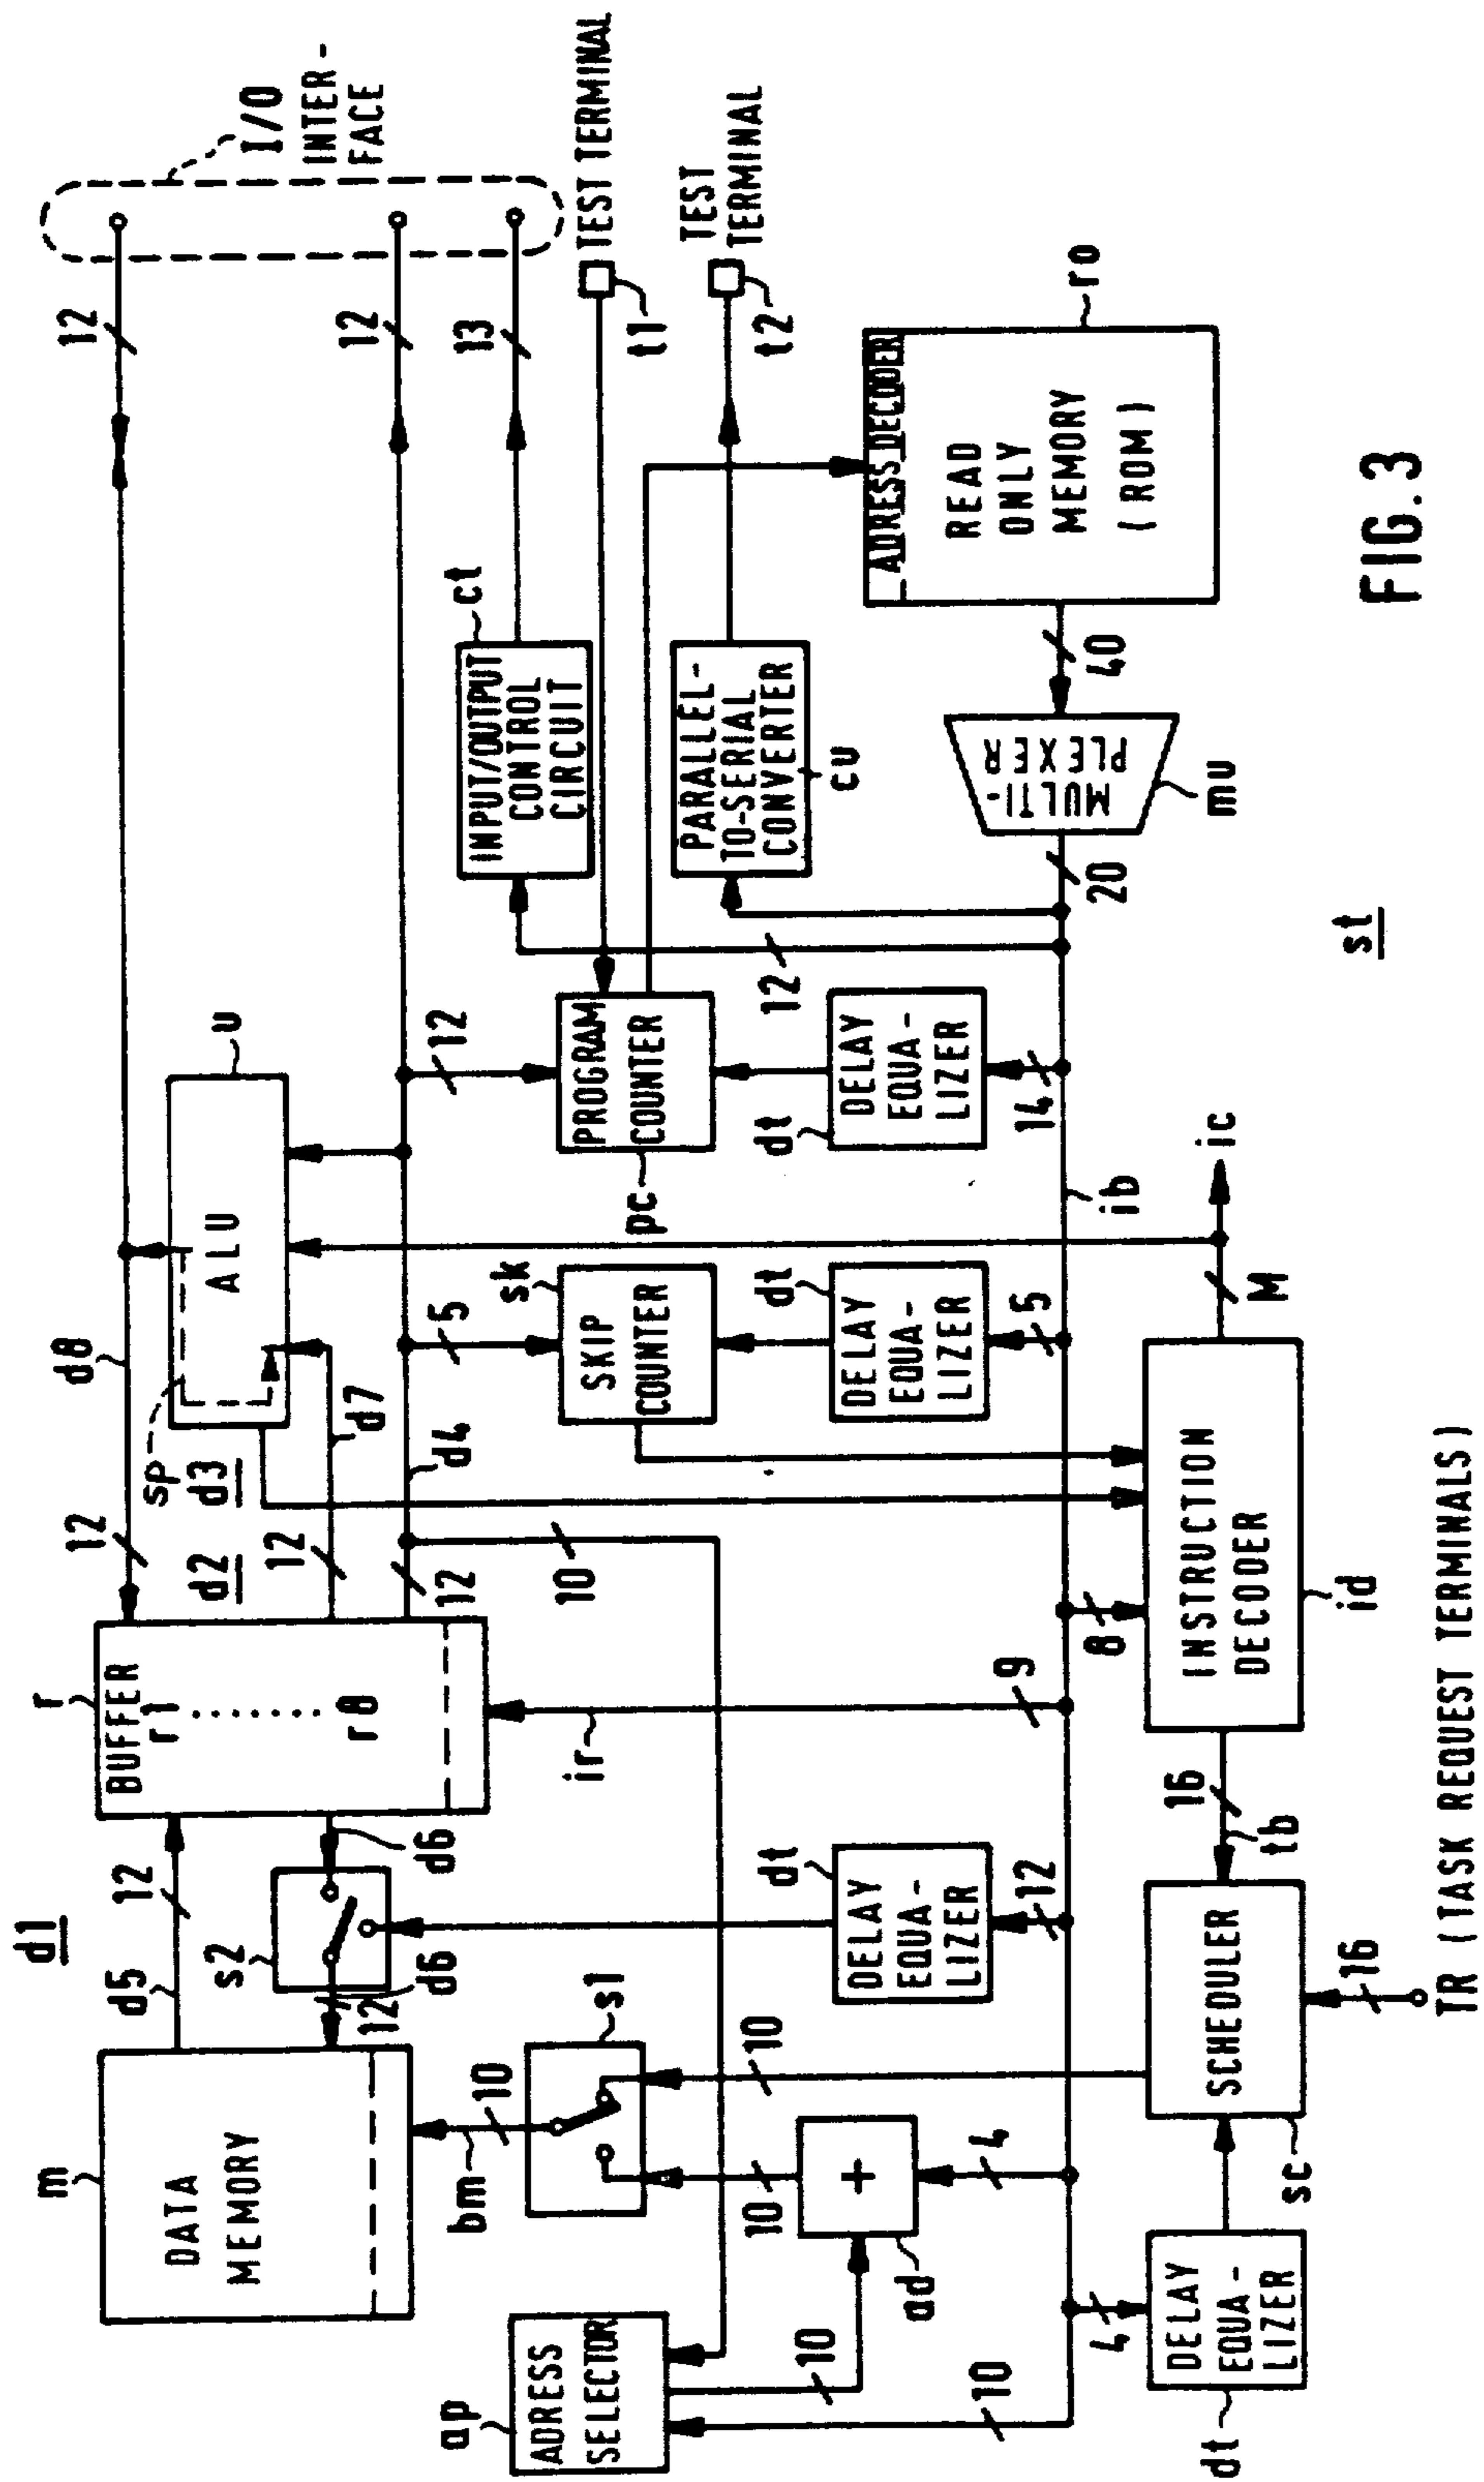 d1
m
DATA
MEMORY
d5
12
r
BUFFER
r1
r8
12
d8
d2
12
d3
sp
d7
ALU
u
12
I/O
INTER-
FACE
s2
d6
d6
12
12
d4
12
12
bm
10
s1
10
sk
5
SKIP
COUNTER
pc
12
PROGRAM
COUNTER
ct
INPUT/OUTPUT
CONTROL
CIRCUIT
13
TEST TERMINAL
t1
ap
ADRESS
SELECTOR
10
10
+
ad
10
4
10
dt
DELAY
EQUA-
LIZER
12
ir
9
dt
DELAY
EQUA-
LIZER
5
dt
DELAY
EQUA-
LIZER
14
12
PARALLEL-
TO-SERIAL
CONVERTER
cv
TEST
TERMINAL
t2
ib
20
MULTI-
PLEXER
mu
40
ADRESS DECODER
READ
ONLY
MEMORY
(ROM)
ro
dt
4
DELAY
EQUA-
LIZER
sc
SCHEDULER
16
tb
16
8
INSTRUCTION
DECODER
id
M
ic
st
FIG. 3
TR (TASK REQUEST TERMINALS)